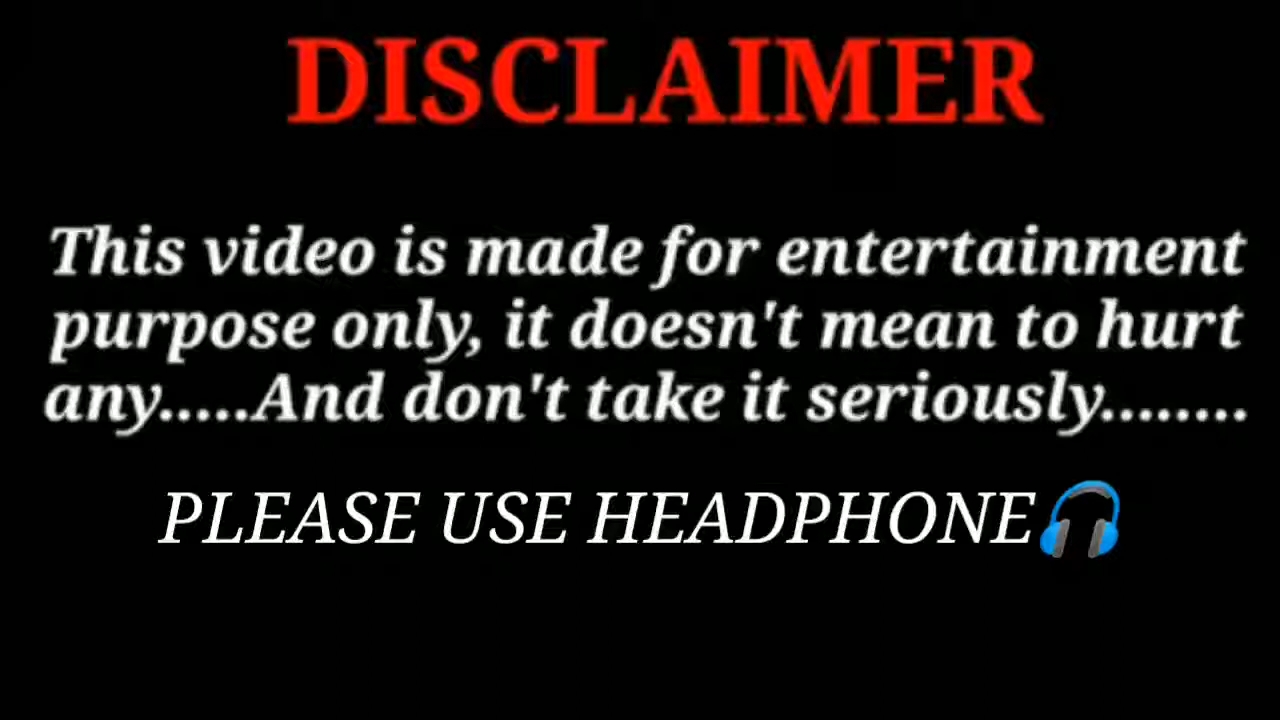 DISCLAIMER
This video is made for entertainment
purpose only, it doesn't mean to hurt
any.....And don't take it seriously........
PLEASE USE HEADPHONE🎧